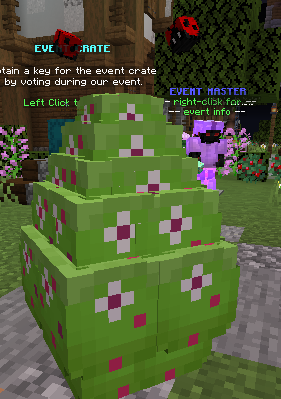 EVE CRATE
tain a key for the event crate
by voting during our event.
Left Click t
EVENT MASTER
-- right-click for --
-- event info --